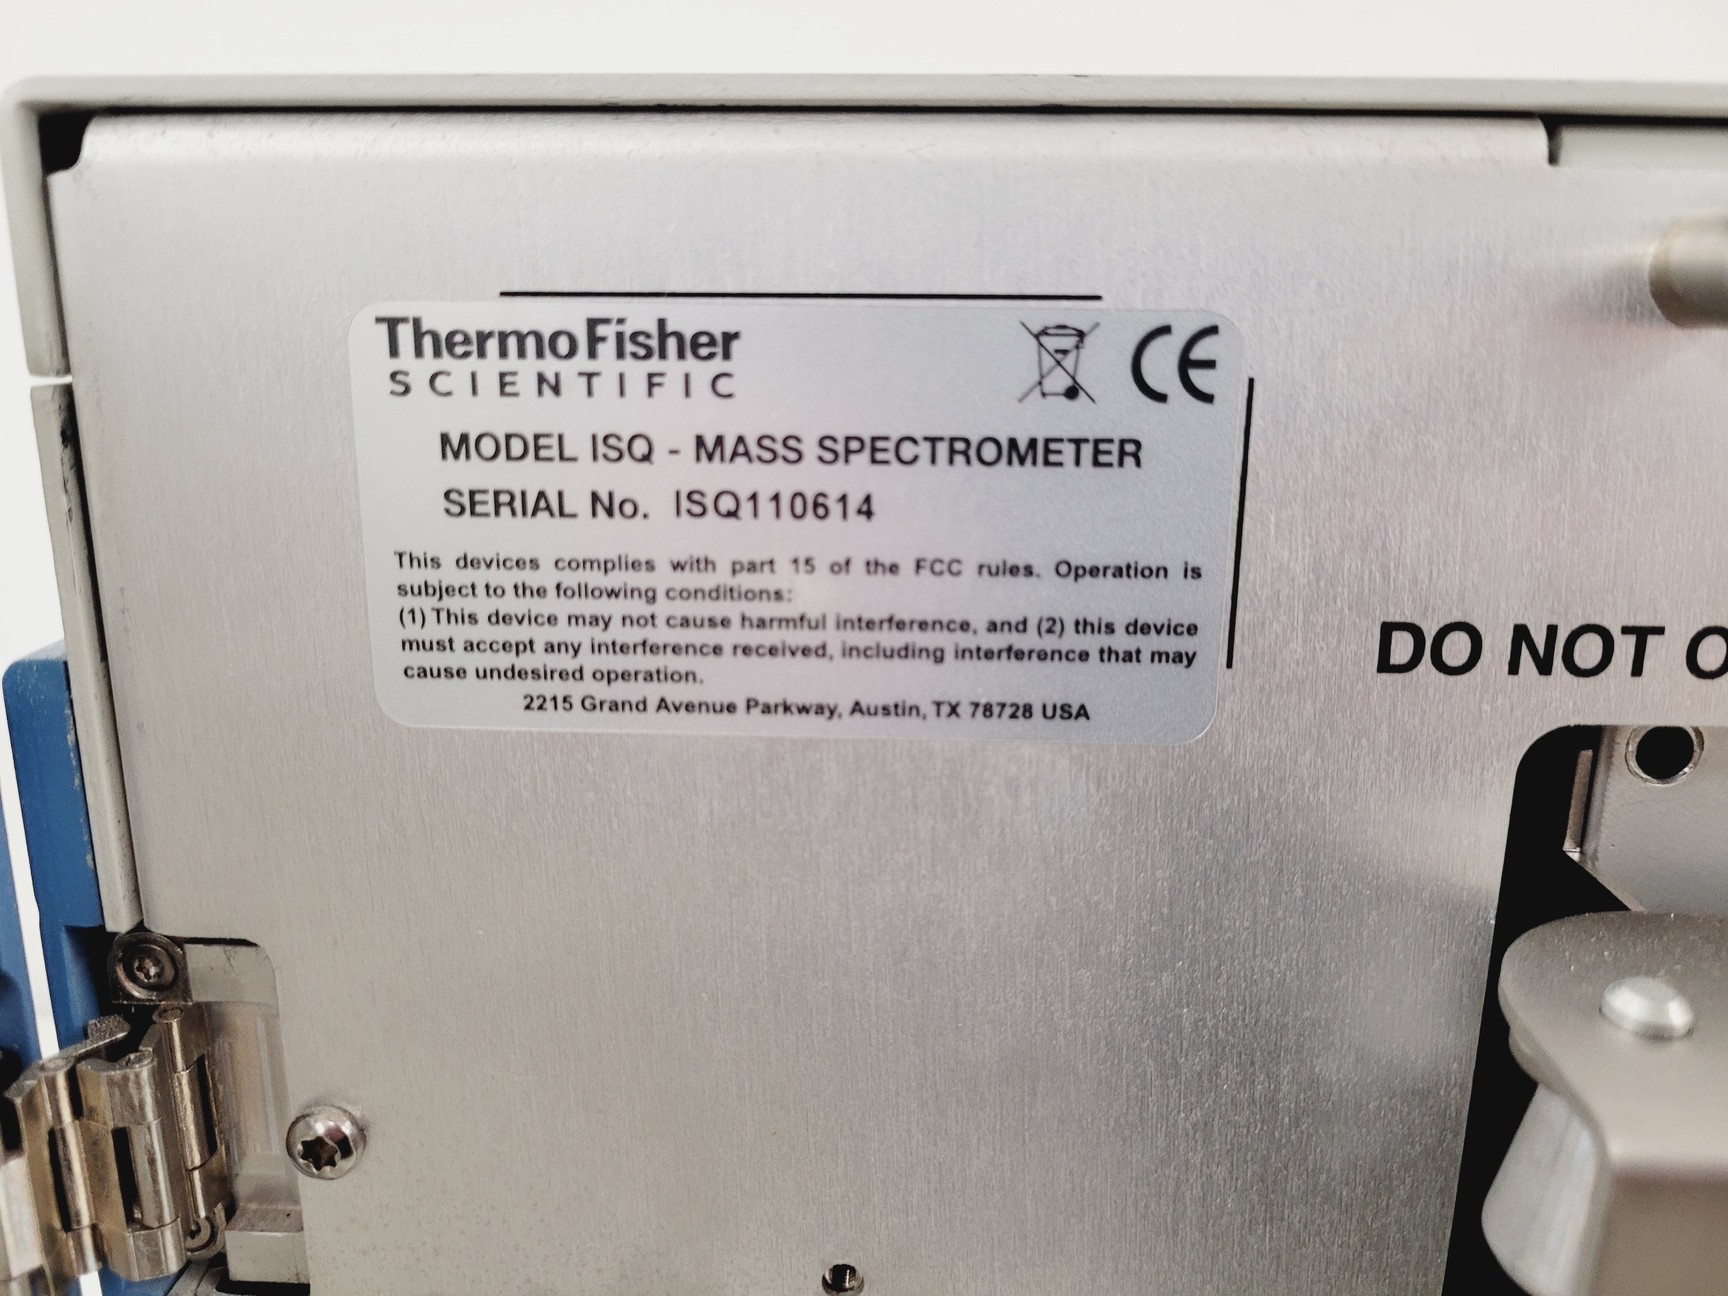 ThermoFisher
SCIENTIFIC
CE
MODEL ISQ - MASS SPECTROMETER
SERIAL No. ISQ110614
This devices complies with part 15 of the FCC rules. Operation is
subject to the following conditions:
(1) This device may not cause harmful interference, and (2) this device
must accept any interference received, including interference that may
cause undesired operation.
2215 Grand Avenue Parkway, Austin, TX 78728 USA
DO NOT O